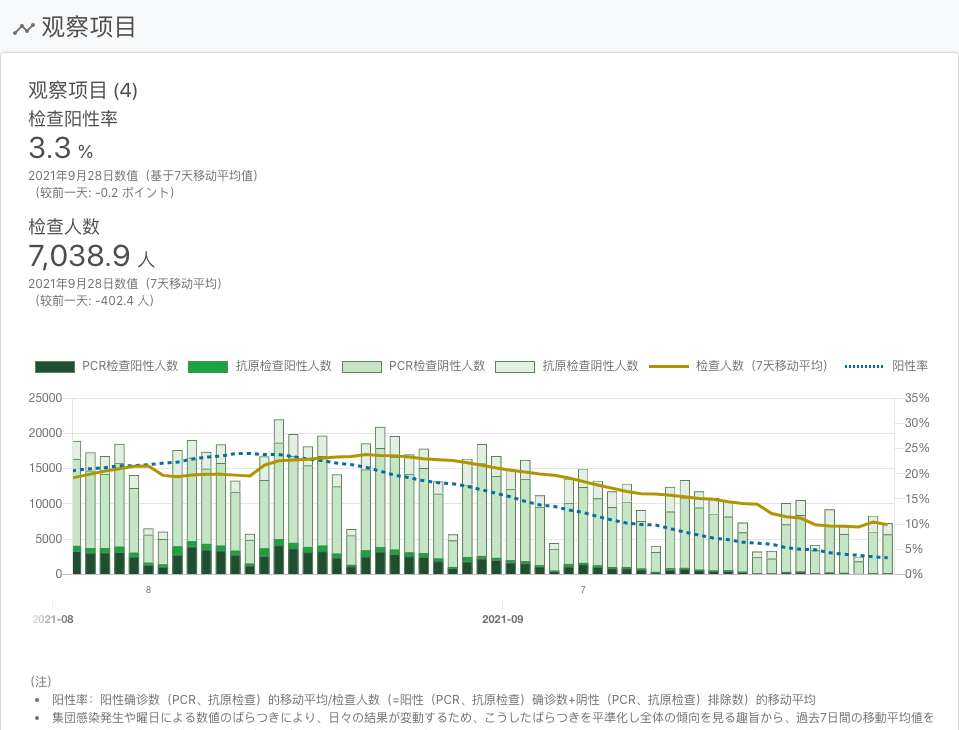 观察项目
观察项目 (4)
检查阳性率
3.3 %
2021年9月28日数值（基于7天移动平均值）
（较前一天: -0.2 ポイント）
检查人数
7,038.9 人
2021年9月28日数值（7天移动平均）
（较前一天: -402.4 人）
PCR检查阳性人数 抗原检查阳性人数 PCR检查阴性人数 抗原检查阴性人数 检查人数（7天移动平均） 阳性率
25000 35%
20000 30%
25%
15000 20%
10000 15%
10%
5000 5%
0 0%
8 7
2021-08 2021-09
（注）
• 阳性率：阳性确诊数（PCR、抗原检查）的移动平均/检查人数（=阳性（PCR、抗原检查）确诊数+阴性（PCR、抗原检查）排除数）的移动平均
• 集団感染発生や曜日による数値のばらつきにより、日々の結果が変動するため、こうしたばらつきを平準化し全体の傾向を見る趣旨から、過去7日間の移動平均値を